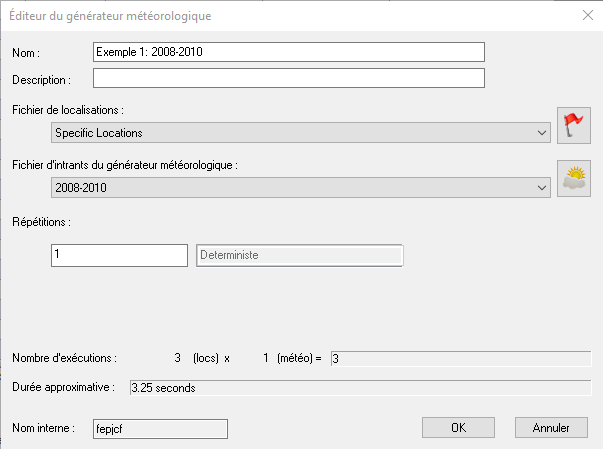 Éditeur du générateur météorologique
Nom : Exemple 1: 2008-2010
Description :
Fichier de localisations :
Specific Locations
Fichier d'intrants du générateur météorologique :
2008-2010
Répétitions :
1 Deterministe
Nombre d'exécutions : 3 (locs) x 1 (météo) = 3
Durée approximative : 3.25 seconds
Nom interne : fepjcf OK Annuler